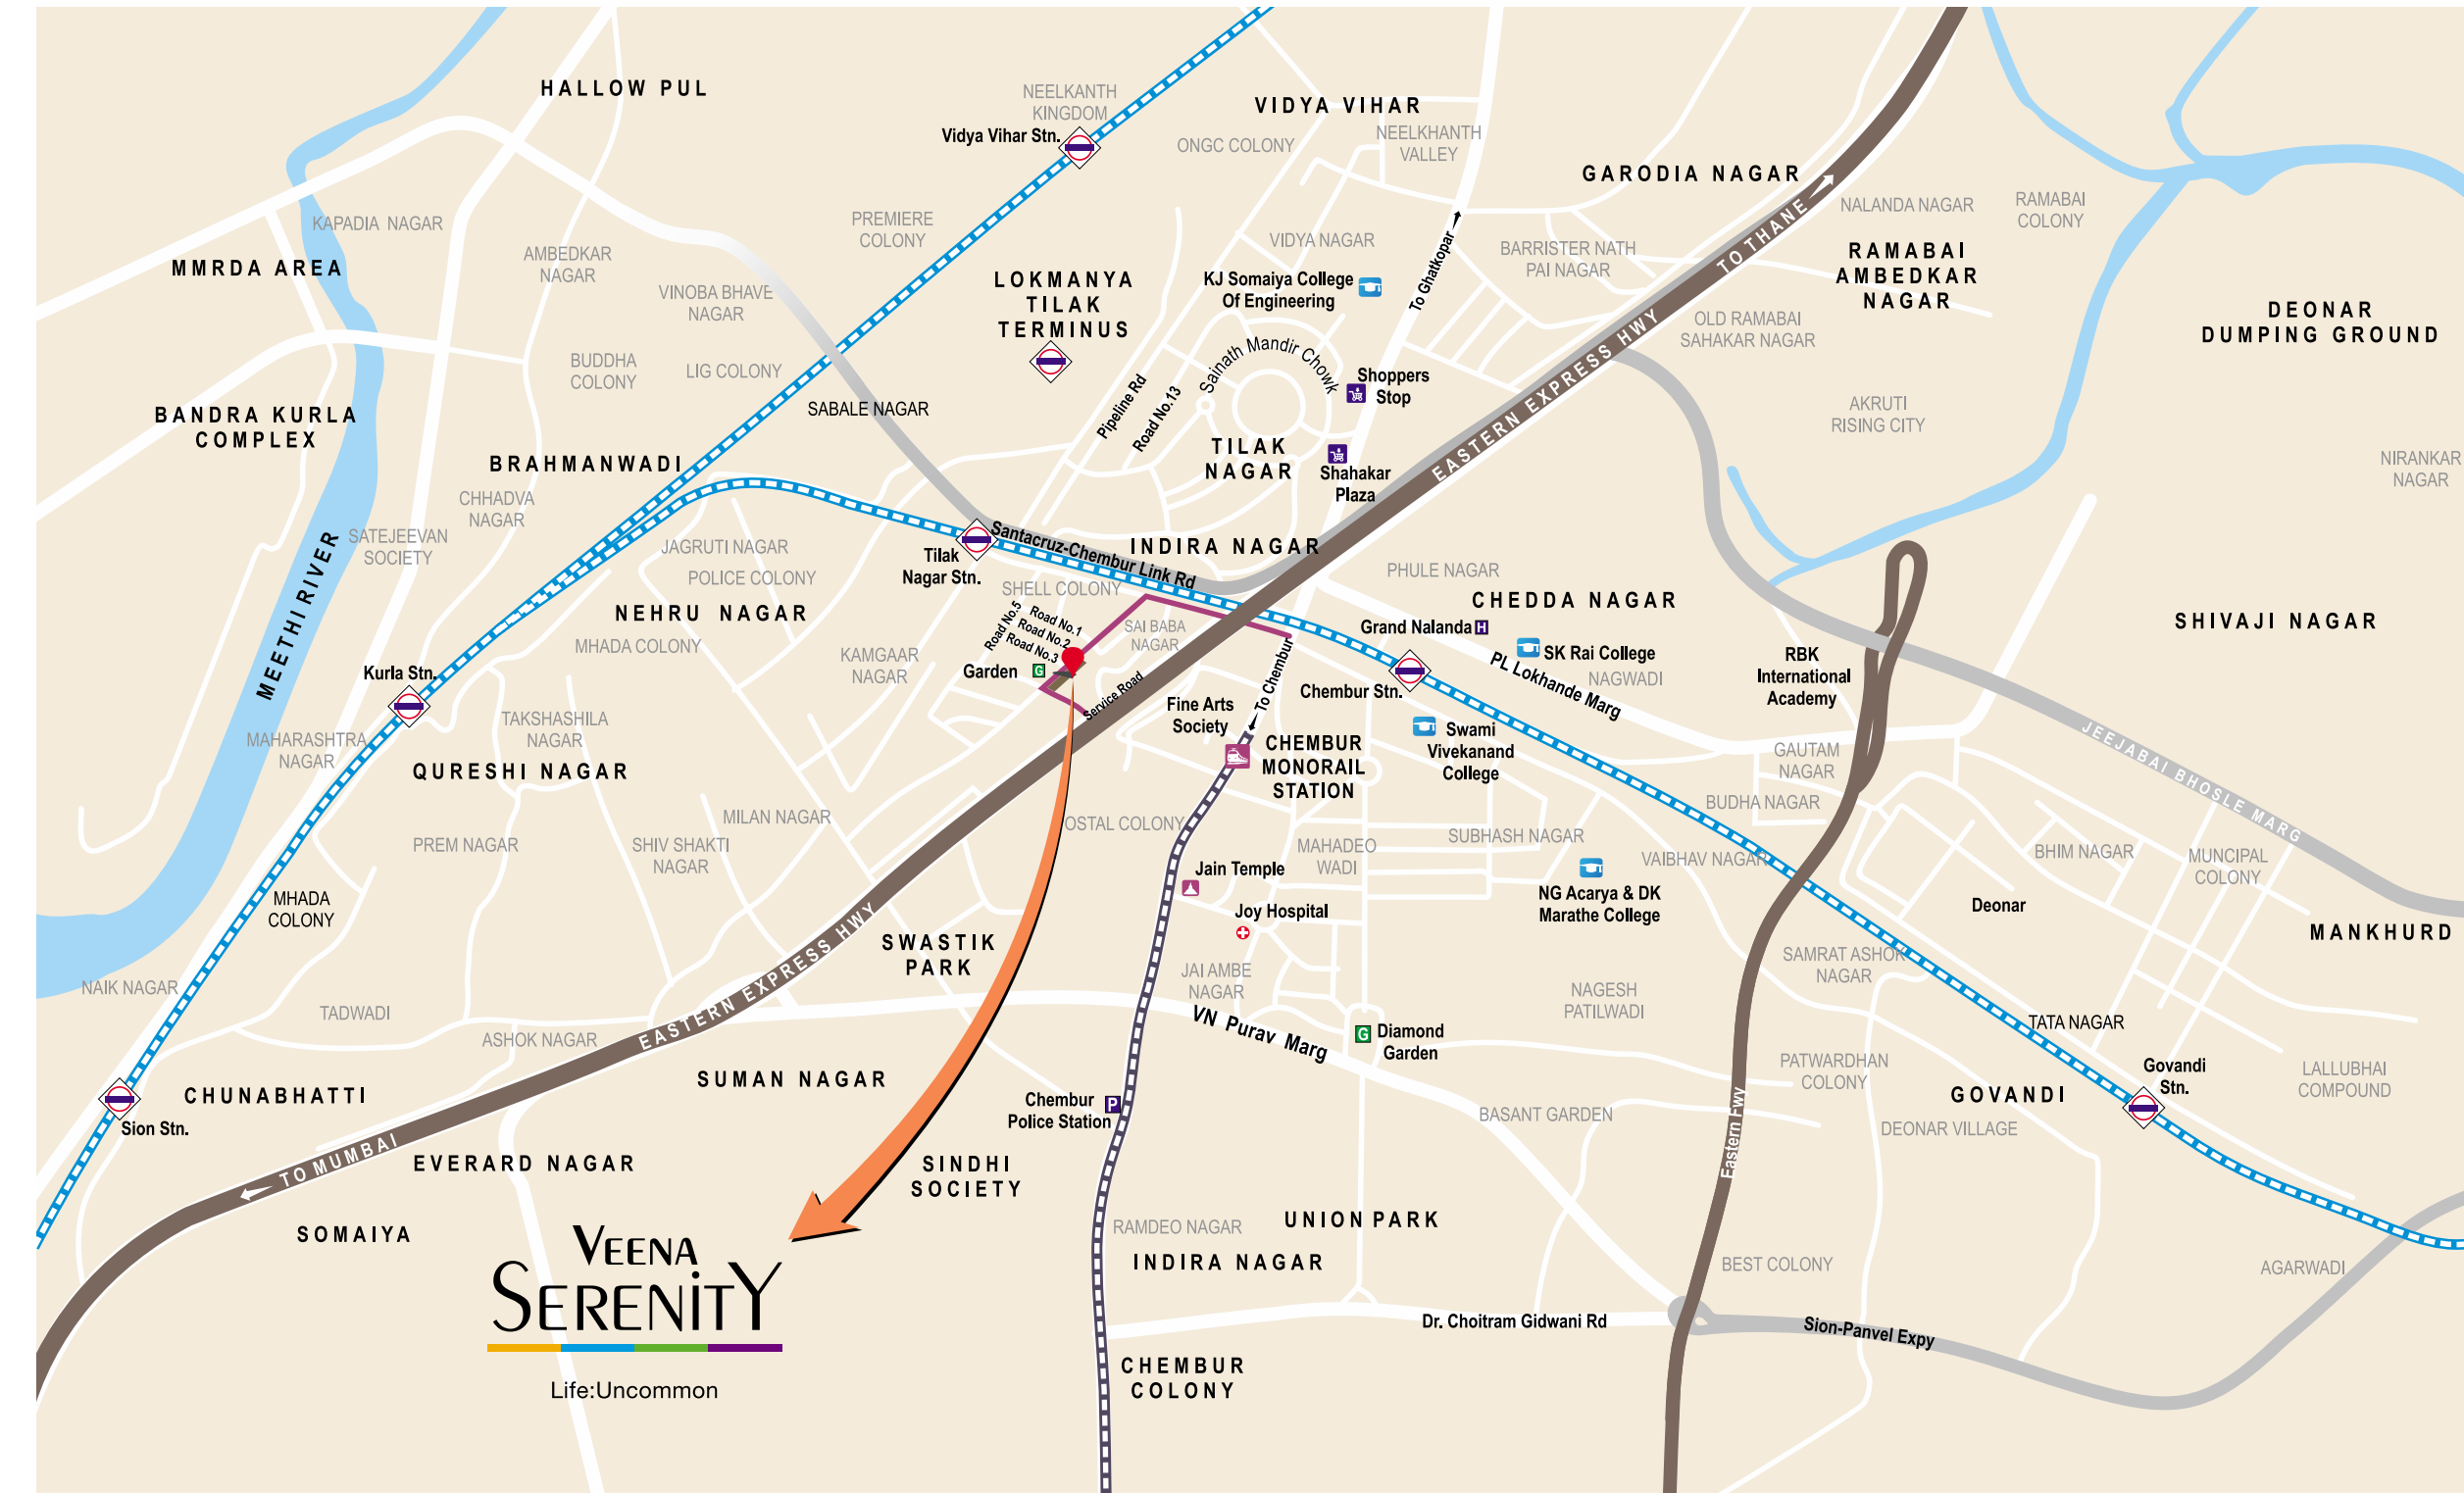 HALLOW PUL
NEELKANTH
KINGDOM
Vidya Vihar Stn.
VIDYA VIHAR
ONGC COLONY
NEELKHANTH
VALLEY
GARODIA NAGAR
NALANDA NAGAR
RAMABAI
COLONY
KAPADIA NAGAR
MMRDA AREA
AMBEDKAR
NAGAR
PREMIERE
COLONY
VIDYA NAGAR
To Ghatkopar
BARRISTER NATH
PAI NAGAR
TO THANE
RAMABAI
AMBEDKAR
NAGAR
VINOBA BHAVE
NAGAR
LOKMANYA
TILAK
TERMINUS
KJ Somaiya College
Of Engineering
OLD RAMABAI
SAHAKAR NAGAR
DEONAR
DUMPING GROUND
BUDDHA
COLONY
LIG COLONY
SABALE NAGAR
Pipeline Rd
Road No.13
Sainath Mandir Chowk
Shoppers
Stop
EASTERN EXPRESS HWY
AKRUTI
RISING CITY
BANDRA KURLA
COMPLEX
BRAHMANWADI
TILAK
NAGAR
Shahakar
Plaza
NIRANKAR
NAGAR
CHHADVA
NAGAR
SATEJEEVAN
SOCIETY
MEETHI RIVER
JAGRUTI NAGAR
POLICE COLONY
Tilak
Nagar Stn.
Santacruz-Chembur Link Rd
INDIRA NAGAR
SHELL COLONY
PHULE NAGAR
CHEDDA NAGAR
NEHRU NAGAR
MHADA COLONY
Road No.5
Road No.1
Road No.2
Road No.3
SAI BABA
NAGAR
Grand Nalanda H
SK Rai College
NAGWADI
PL Lokhande Marg
RBK
International
Academy
SHIVAJI NAGAR
Kurla Stn.
KAMGAAR
NAGAR
Garden G
Service Road
To Chembur
Chembur Stn.
Fine Arts
Society
TAKSHASHILA
NAGAR
MAHARASHTRA
NAGAR
QURESHI NAGAR
CHEMBUR
MONORAIL
STATION
Swami
Vivekanand
College
GAUTAM
NAGAR
JEEJABAI BHOSLE MARG
BUDHA NAGAR
MILAN NAGAR
PREM NAGAR
SHIV SHAKTI
NAGAR
OSTAL COLONY
MAHADEO
WADI
SUBHASH NAGAR
VAIBHAV NAGAR
BHIM NAGAR
MUNCIPAL
COLONY
Jain Temple
Joy Hospital
NG Acarya & DK
Marathe College
Deonar
MANKHURD
MHADA
COLONY
EASTERN EXPRESS HWY
SWASTIK
PARK
JAI AMBE
NAGAR
SAMRAT ASHOK
NAGAR
NAIK NAGAR
TADWADI
ASHOK NAGAR
VN Purav Marg
G Diamond
Garden
NAGESH
PATILWADI
TATA NAGAR
PATWARDHAN
COLONY
Govandi
Stn.
LALLUBHAI
COMPOUND
CHUNABHATTI
SUMAN NAGAR
Chembur
Police Station
P
BASANT GARDEN
Eastern Fwy
GOVANDI
DEONAR VILLAGE
Sion Stn.
TO MUMBAI
EVERARD NAGAR
SINDHI
SOCIETY
SOMAIYA
RAMDEO NAGAR
UNION PARK
INDIRA NAGAR
BEST COLONY
AGARWADI
VEENA
SERENITY
Life:Uncommon
Dr. Choitram Gidwani Rd
Sion-Panvel Expy
CHEMBUR
COLONY